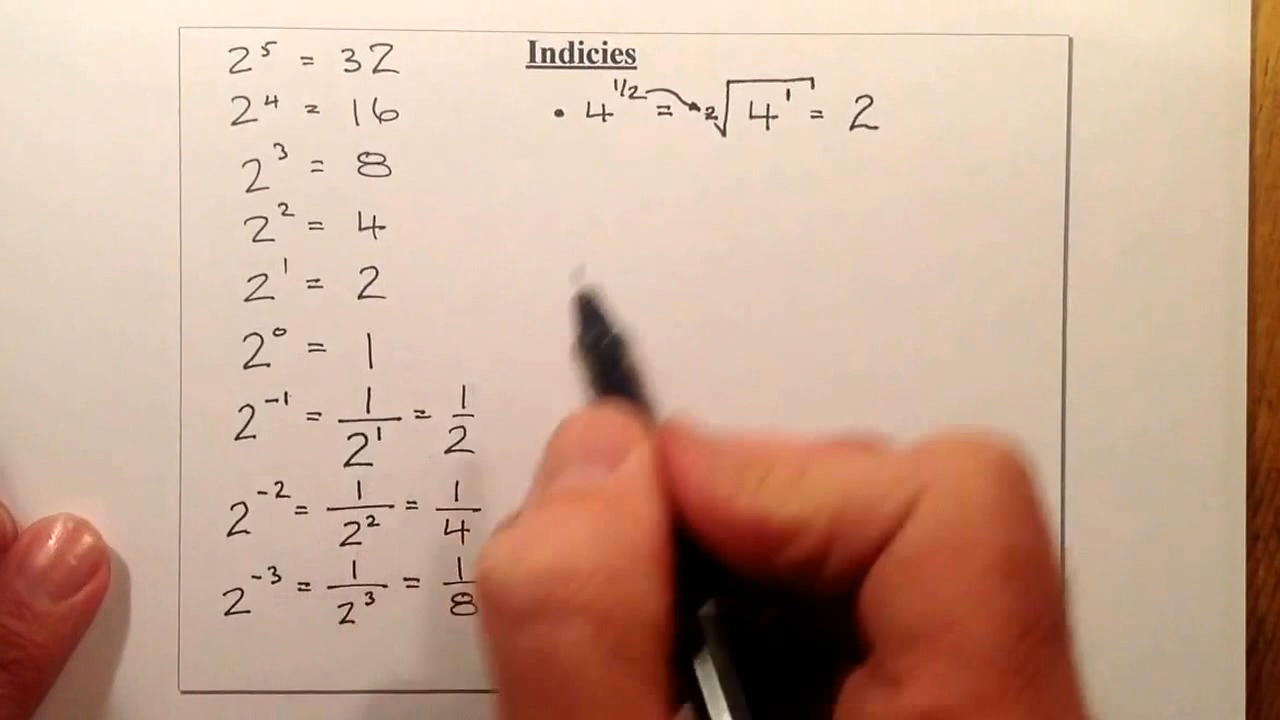 2⁵ = 32
2⁴ = 16
2³ = 8
2² = 4
2¹ = 2
2⁰ = 1
2⁻¹ = 1/2¹ = 1/2
2⁻² = 1/2² = 1/4
2⁻³ = 1/2³ = 1/8
Indicies
• 4^1/2 = ²√4¹ = 2